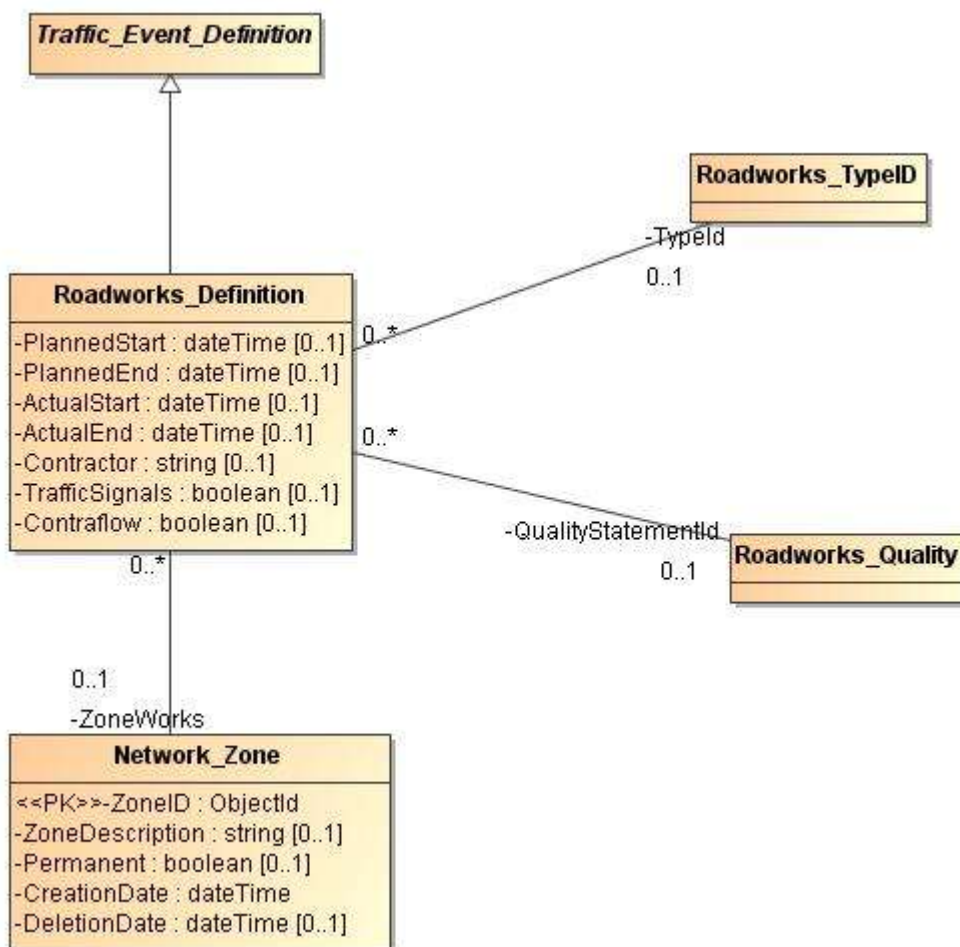 Traffic_Event_Definition
Roadworks_TypeID
-TypeId
0..1
Roadworks_Definition
-PlannedStart : dateTime [0..1]
-PlannedEnd : dateTime [0..1]
-ActualStart : dateTime [0..1]
-ActualEnd : dateTime [0..1]
-Contractor : string [0..1]
-TrafficSignals : boolean [0..1]
-Contraflow : boolean [0..1]
0..*
0..*
-QualityStatementId
0..1
Roadworks_Quality
0..*
0..1
-ZoneWorks
Network_Zone
<<PK>>-ZoneID : ObjectId
-ZoneDescription : string [0..1]
-Permanent : boolean [0..1]
-CreationDate : dateTime
-DeletionDate : dateTime [0..1]